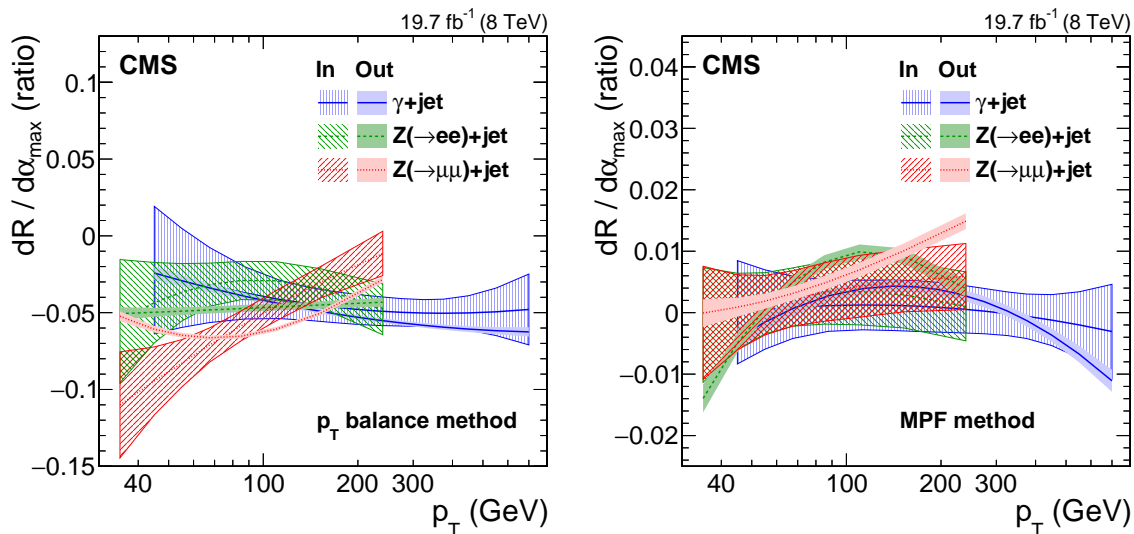 19.7 fb⁻¹ (8 TeV)
CMS
In Out
γ+jet
Z(→ee)+jet
Z(→μμ)+jet
dR / dα_max (ratio)
0.1
0.05
0
−0.05
−0.1
−0.15
p_T balance method
40 100 200 300
p_T (GeV)
19.7 fb⁻¹ (8 TeV)
CMS
In Out
γ+jet
Z(→ee)+jet
Z(→μμ)+jet
dR / dα_max (ratio)
0.04
0.02
0
−0.01
−0.02
0.01
MPF method
40 100 200 300
p_T (GeV)